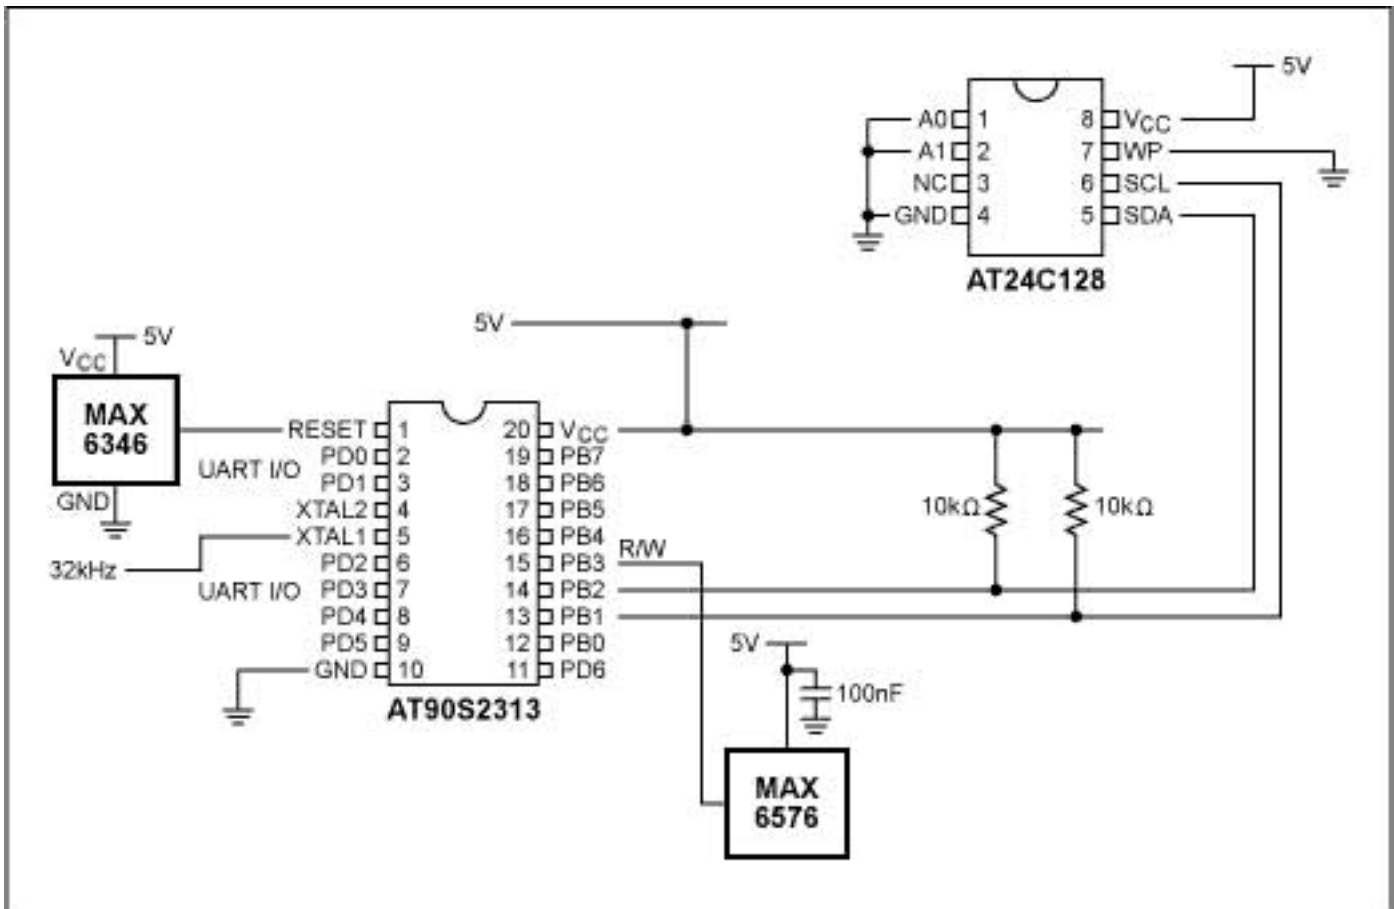 5V
A0 1 8 VCC
A1 2 7 WP
NC 3 6 SCL
GND 4 5 SDA
AT24C128
5V
5V
VCC
MAX
6346
GND
UART I/O
32kHz
UART I/O
RESET 1 20 VCC
PD0 2 19 PB7
PD1 3 18 PB6
XTAL2 4 17 PB5
XTAL1 5 16 PB4
PD2 6 15 PB3
PD3 7 14 PB2
PD4 8 13 PB1
PD5 9 12 PB0
GND 10 11 PD6
AT90S2313
R/W
10kΩ
10kΩ
5V
100nF
MAX
6576